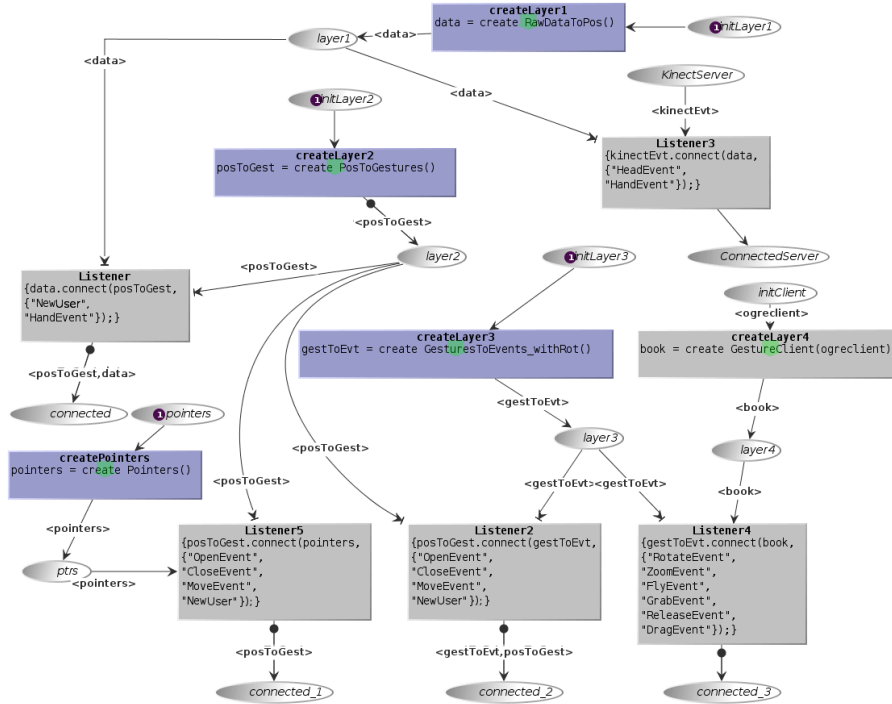 createLayer1
data = create RawDataToPos()
1 initLayer1
layer1
<data>
<data>
KinectServer
<data>
<kinectEvt>
1 initLayer2
Listener3
{kinectEvt.connect(data,
{"HeadEvent",
"HandEvent"});}
createLayer2
posToGest = create PosToGestures()
<posToGest>
layer2
1 initLayer3
ConnectedServer
<posToGest>
Listener
{data.connect(posToGest,
{"NewUser",
"HandEvent"});}
initClient
<ogreclient>
createLayer3
gestToEvt = create GesturesToEvents_withRot()
createLayer4
book = create GestureClient(ogreclient)
<posToGest,data>
connected
1 pointers
<gestToEvt>
<book>
layer3
<posToGest>
layer4
createPointers
pointers = create Pointers()
<posToGest>
<gestToEvt>
<gestToEvt>
<book>
<pointers>
ptrs
<pointers>
Listener5
{posToGest.connect(pointers,
{"OpenEvent",
"CloseEvent",
"MoveEvent",
"NewUser"});}
Listener2
{posToGest.connect(gestToEvt,
{"OpenEvent",
"CloseEvent",
"MoveEvent",
"NewUser"});}
Listener4
{gestToEvt.connect(book,
{"RotateEvent",
"ZoomEvent",
"FlyEvent",
"GrabEvent",
"ReleaseEvent",
"DragEvent"});}
<posToGest>
<gestToEvt,posToGest>
connected_1
connected_2
connected_3